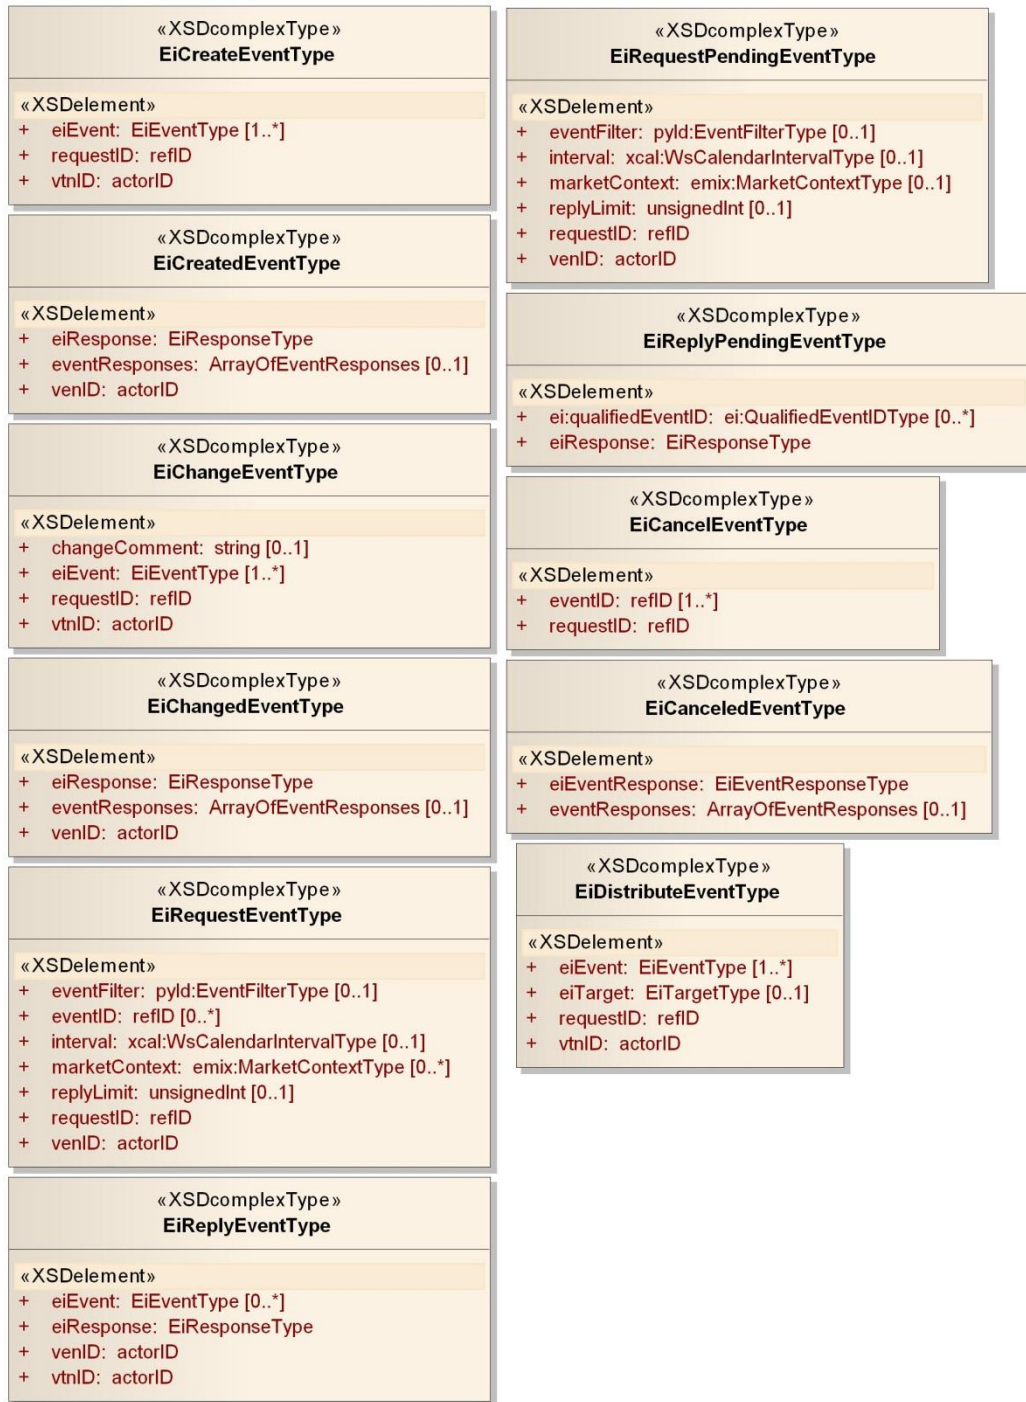 «XSDcomplexType»
EiCreateEventType
«XSDelement»
+ eiEvent: EiEventType [1..*]
+ requestID: refID
+ vtnID: actorID
«XSDcomplexType»
EiCreatedEventType
«XSDelement»
+ eiResponse: EiResponseType
+ eventResponses: ArrayOfEventResponses [0..1]
+ venID: actorID
«XSDcomplexType»
EiChangeEventType
«XSDelement»
+ changeComment: string [0..1]
+ eiEvent: EiEventType [1..*]
+ requestID: refID
+ vtnID: actorID
«XSDcomplexType»
EiChangedEventType
«XSDelement»
+ eiResponse: EiResponseType
+ eventResponses: ArrayOfEventResponses [0..1]
+ venID: actorID
«XSDcomplexType»
EiRequestEventType
«XSDelement»
+ eventFilter: pyld:EventFilterType [0..1]
+ eventID: refID [0..*]
+ interval: xcal:WsCalendarIntervalType [0..1]
+ marketContext: emix:MarketContextType [0..*]
+ replyLimit: unsignedInt [0..1]
+ requestID: refID
+ venID: actorID
«XSDcomplexType»
EiReplyEventType
«XSDelement»
+ eiEvent: EiEventType [0..*]
+ eiResponse: EiResponseType
+ venID: actorID
+ vtnID: actorID
«XSDcomplexType»
EiRequestPendingEventType
«XSDelement»
+ eventFilter: pyld:EventFilterType [0..1]
+ interval: xcal:WsCalendarIntervalType [0..1]
+ marketContext: emix:MarketContextType [0..1]
+ replyLimit: unsignedInt [0..1]
+ requestID: refID
+ venID: actorID
«XSDcomplexType»
EiReplyPendingEventType
«XSDelement»
+ ei:qualifiedEventID: ei:QualifiedEventIDType [0..*]
+ eiResponse: EiResponseType
«XSDcomplexType»
EiCancelEventType
«XSDelement»
+ eventID: refID [1..*]
+ requestID: refID
«XSDcomplexType»
EiCanceledEventType
«XSDelement»
+ eiEventResponse: EiEventResponseType
+ eventResponses: ArrayOfEventResponses [0..1]
«XSDcomplexType»
EiDistributeEventType
«XSDelement»
+ eiEvent: EiEventType [1..*]
+ eiTarget: EiTargetType [0..1]
+ requestID: refID
+ vtnID: actorID